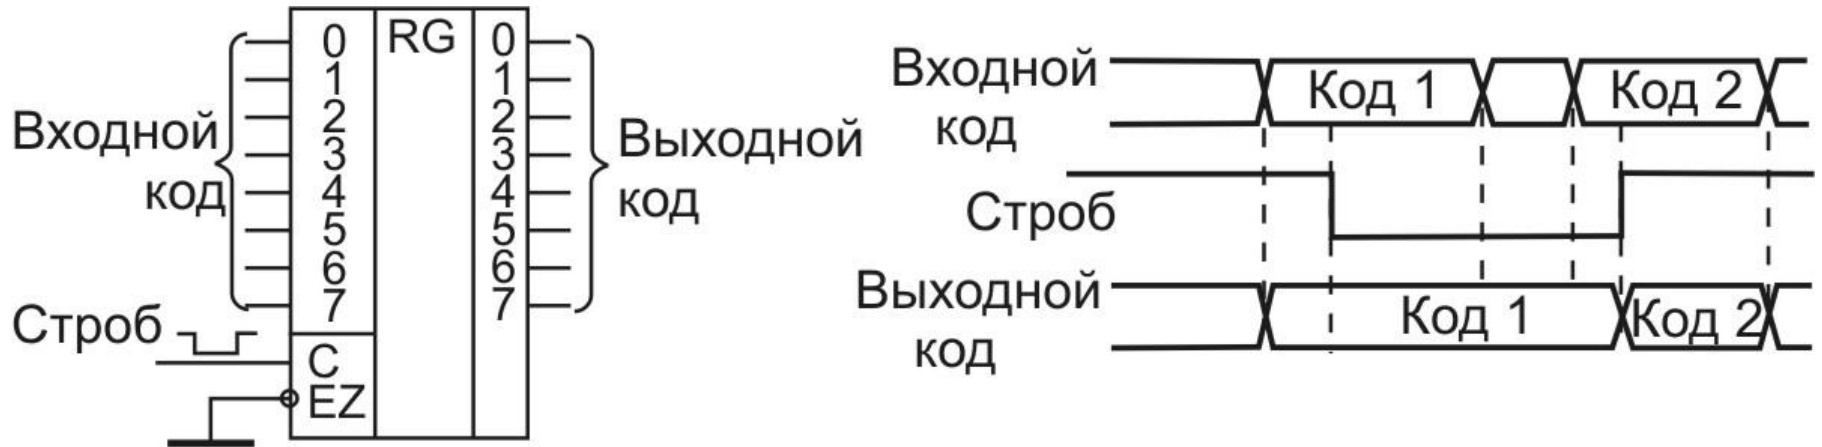 Входной
код
0
1
2
3
4
5
6
7
Строб
C
EZ
RG
0
1
2
3
4
5
6
7
Выходной
код
Входной
код
Код 1
Код 2
Строб
Выходной
код
Код 1
Код 2